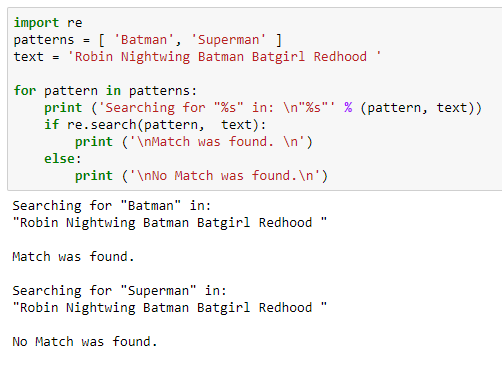 import re
patterns = [ 'Batman', 'Superman' ]
text = 'Robin Nightwing Batman Batgirl Redhood '

for pattern in patterns:
    print ('Searching for "%s" in: \n"%s"' % (pattern, text))
    if re.search(pattern,  text):
        print ('\nMatch was found. \n')
    else:
        print ('\nNo Match was found.\n')

Searching for "Batman" in:
"Robin Nightwing Batman Batgirl Redhood "

Match was found.

Searching for "Superman" in:
"Robin Nightwing Batman Batgirl Redhood "

No Match was found.